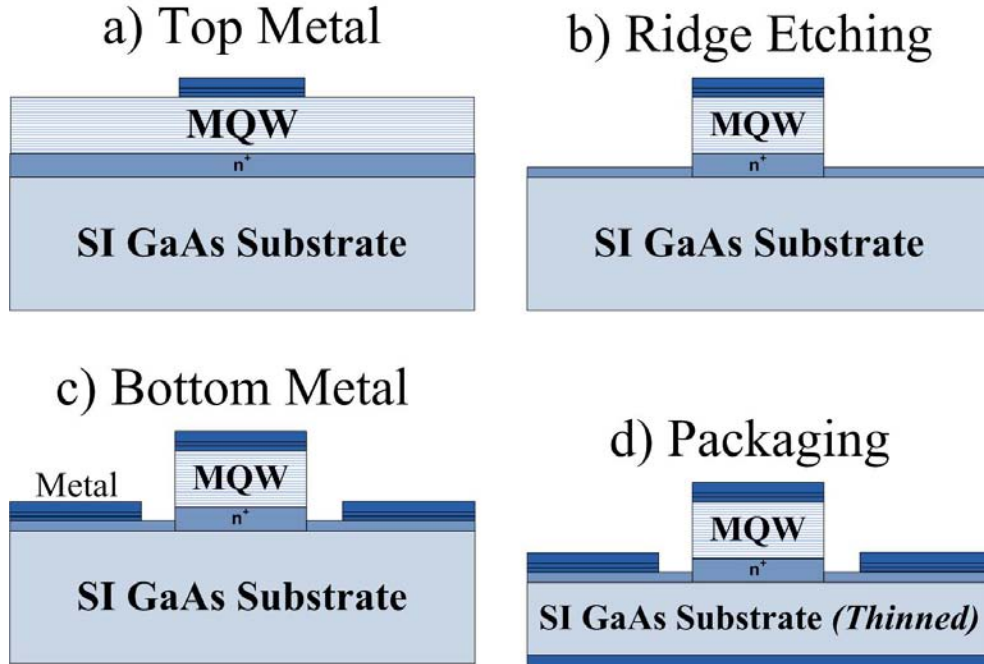 a) Top Metal
MQW
n⁺
SI GaAs Substrate
b) Ridge Etching
MQW
n⁺
SI GaAs Substrate
c) Bottom Metal
Metal
MQW
n⁺
SI GaAs Substrate
d) Packaging
MQW
n⁺
SI GaAs Substrate (Thinned)